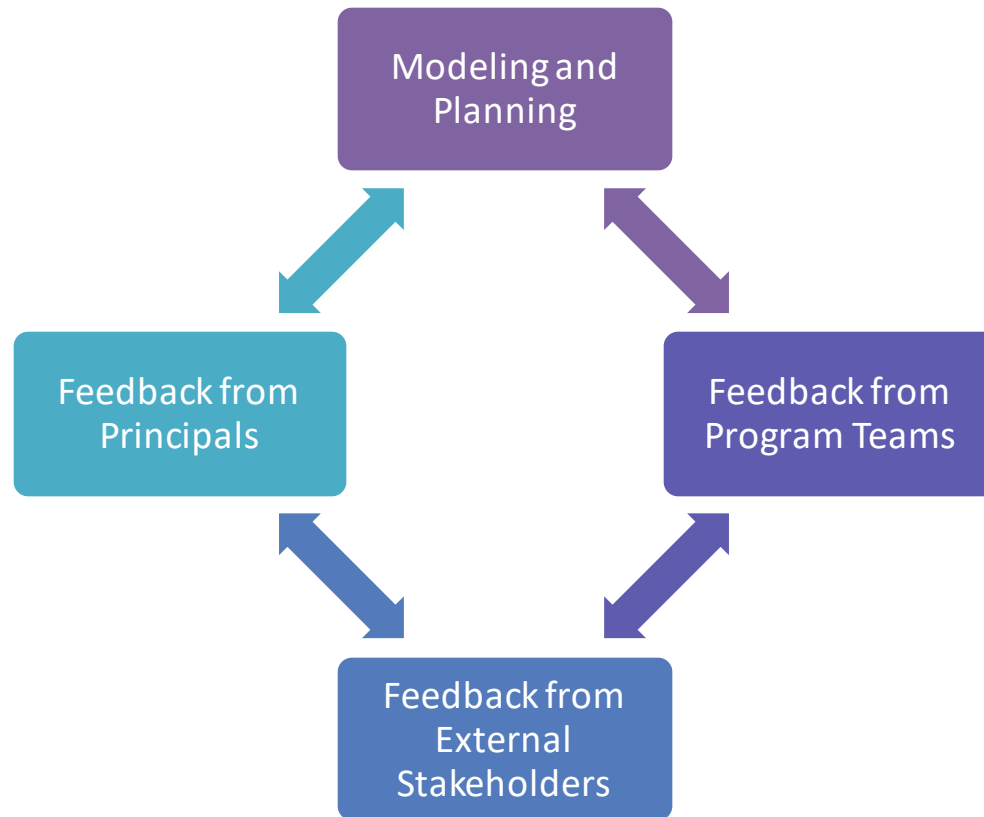 Modeling and
Planning
Feedback from
Principals
Feedback from
Program Teams
Feedback from
External
Stakeholders